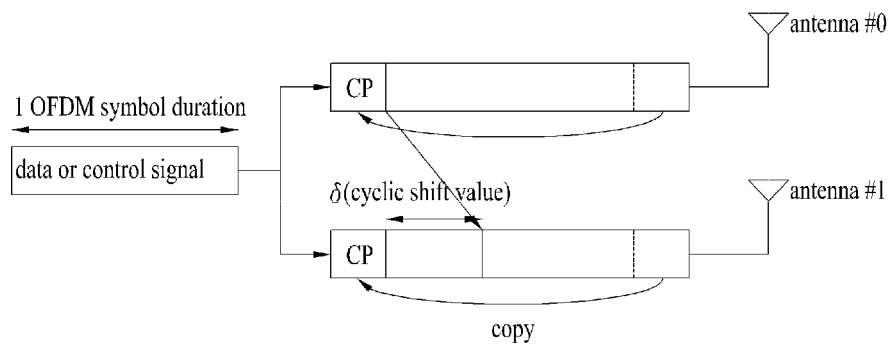 antenna #0
CP
1 OFDM symbol duration
data or control signal
δ(cyclic shift value)
antenna #1
CP
copy